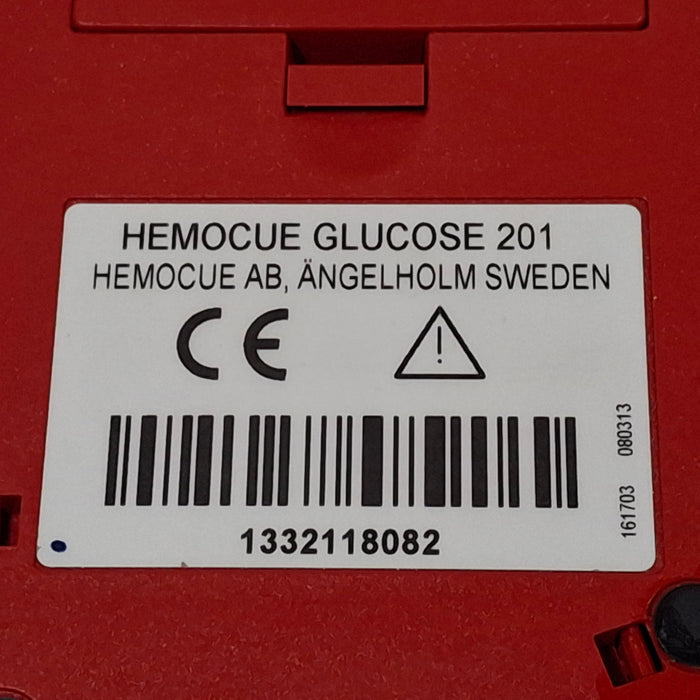 HEMOCUE GLUCOSE 201
HEMOCUE AB, ÄNGELHOLM SWEDEN
CE
!
1332118082
161703 080313